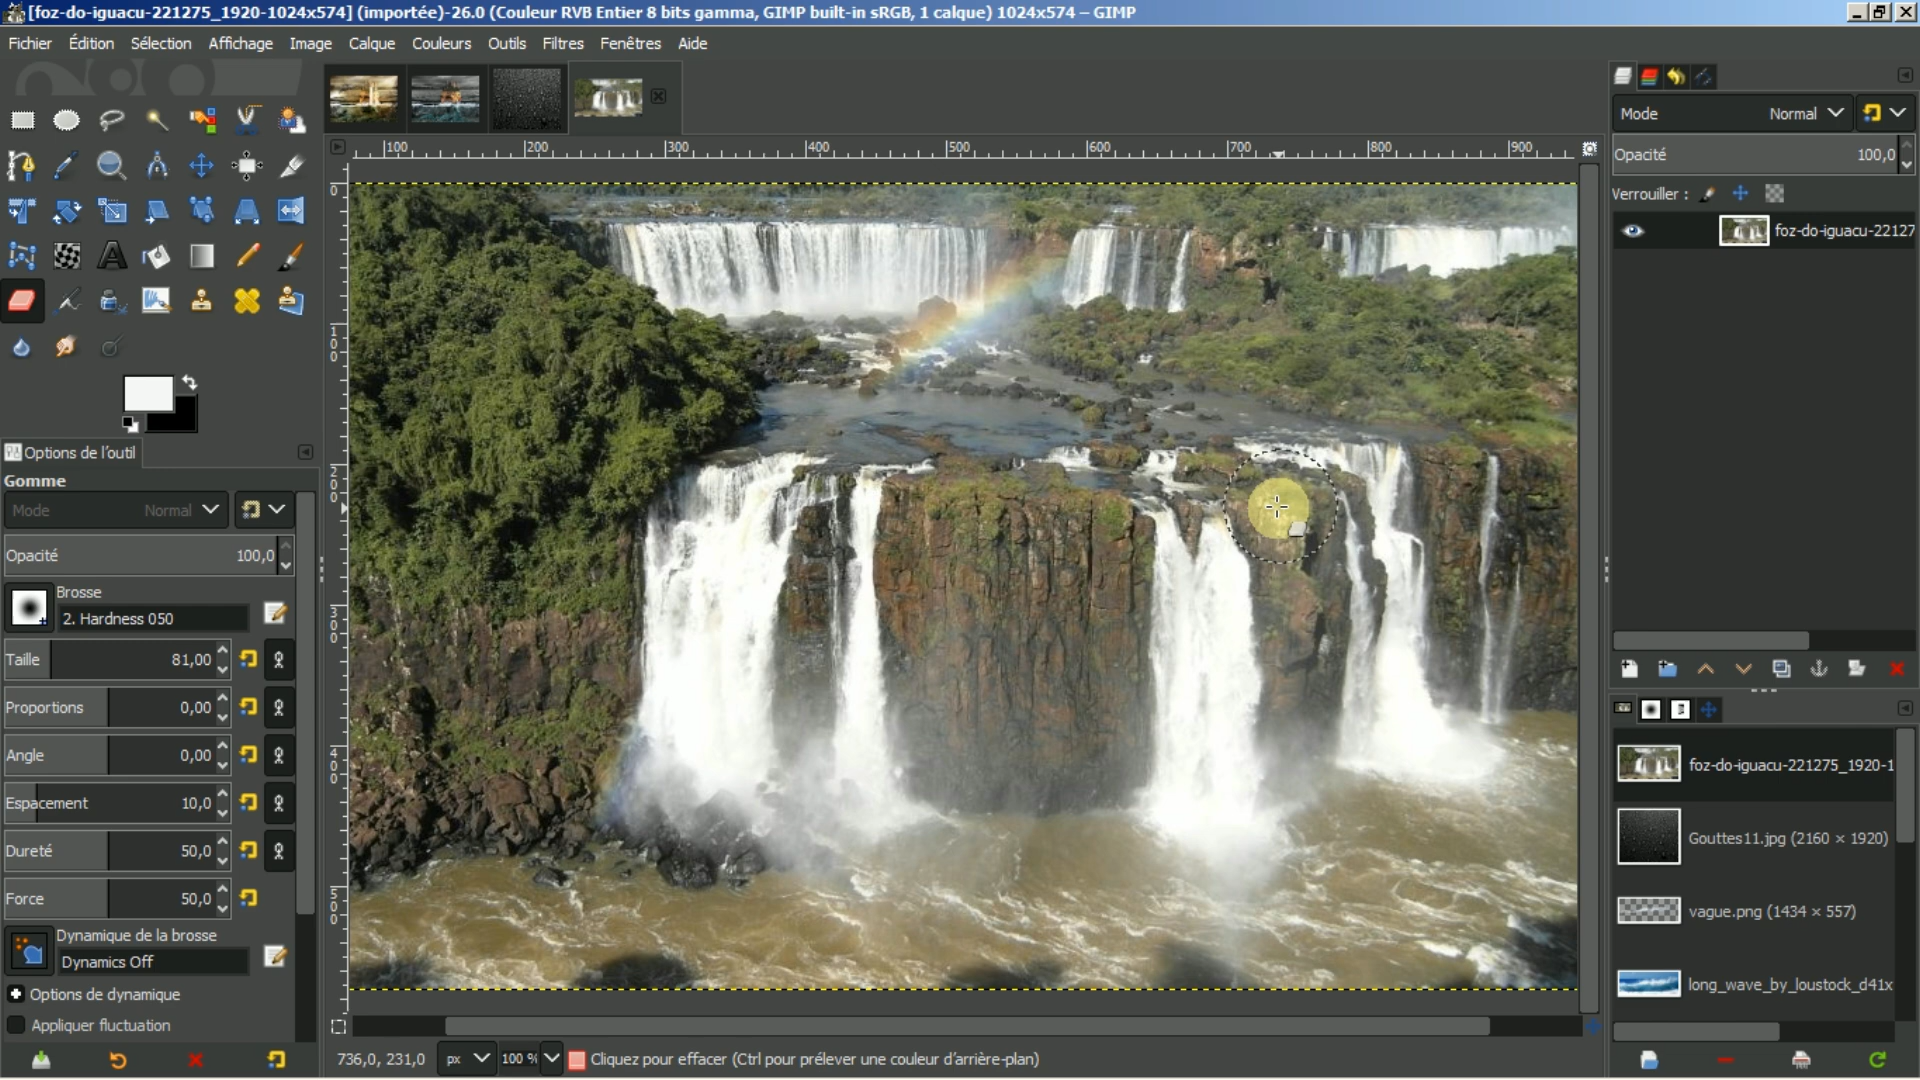 [foz-do-iguacu-221275_1920-1024x574] (importée)-26.0 (Couleur RVB Entier 8 bits gamma, GIMP built-in sRGB, 1 calque) 1024x574 – GIMP
Fichier Édition Sélection Affichage Image Calque Couleurs Outils Filtres Fenêtres Aide
100 200 300 400 500 600 700 800 900
0
100
200
300
400
500
Options de l'outil
Gomme
Mode Normal
Opacité 100,0
Brosse
2. Hardness 050
Taille 81,00
Proportions 0,00
Angle 0,00
Espacement 10,0
Dureté 50,0
Force 50,0
Dynamique de la brosse
Dynamics Off
Options de dynamique
Appliquer fluctuation
736,0, 231,0 px 100 % Cliquez pour effacer (Ctrl pour prélever une couleur d'arrière-plan)
Mode Normal
Opacité 100,0
Verrouiller :
foz-do-iguacu-22127
foz-do-iguacu-221275_1920-1
Gouttes11.jpg (2160 × 1920)
vague.png (1434 × 557)
long_wave_by_loustock_d41x